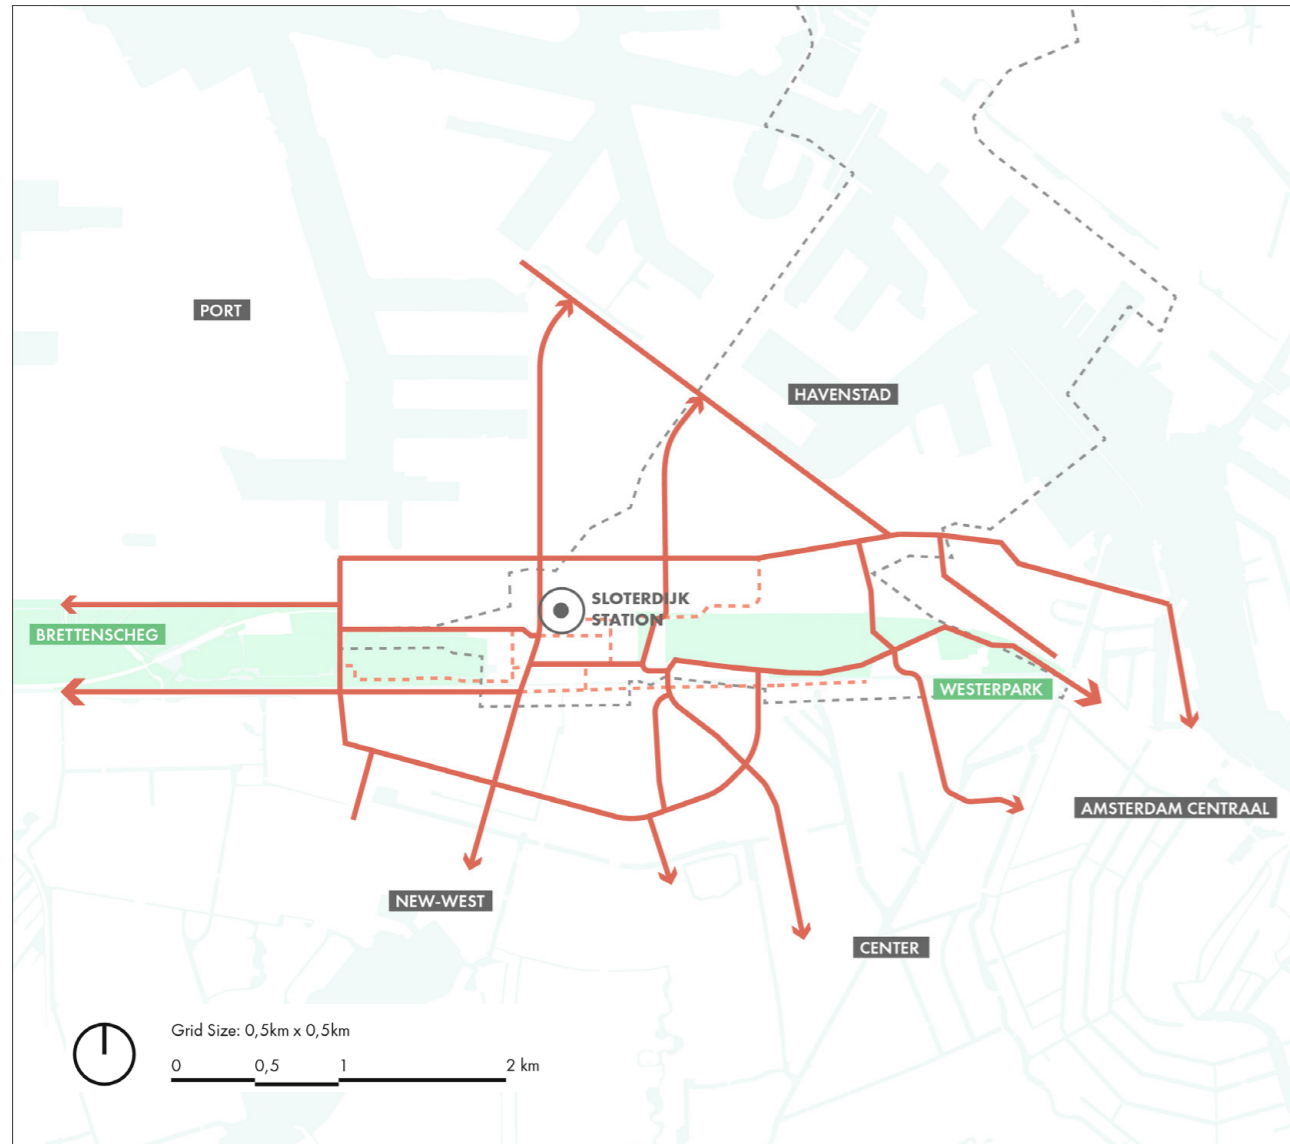 PORT
HAVENSTAD
SLOTERDIJK
STATION
BRETTENSCHEG
WESTERPARK
AMSTERDAM CENTRAAL
NEW-WEST
CENTER
Grid Size: 0,5km x 0,5km
0 0,5 1 2 km